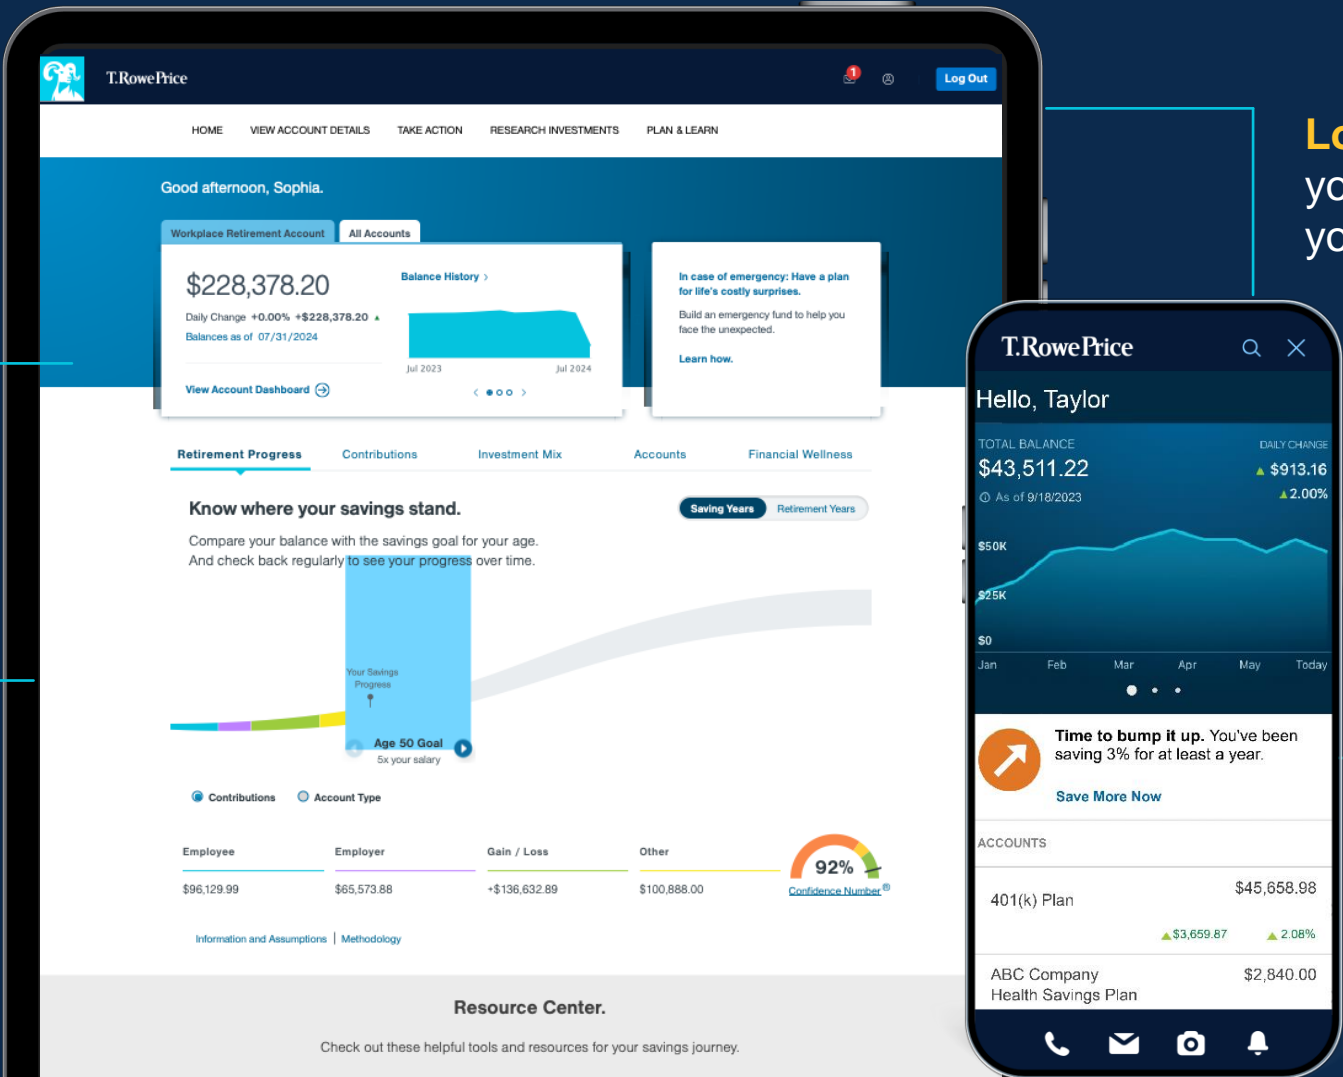 T.RowePrice
1
Log Out
HOME VIEW ACCOUNT DETAILS TAKE ACTION RESEARCH INVESTMENTS PLAN & LEARN
Good afternoon, Sophia.
Workplace Retirement Account All Accounts
$228,378.20
Daily Change +0.00% +$228,378.20
Balances as of 07/31/2024
View Account Dashboard
Balance History
Jul 2023 Jul 2024
In case of emergency: Have a plan
for life's costly surprises.
Build an emergency fund to help you
face the unexpected.
Learn how.
Retirement Progress Contributions Investment Mix Accounts Financial Wellness
Know where your savings stand.
Saving Years Retirement Years
Compare your balance with the savings goal for your age.
And check back regularly to see your progress over time.
Your Savings
Progress
Age 50 Goal
5x your salary
Contributions Account Type
Employee Employer Gain / Loss Other
$96,129.99 $65,573.88 +$136,632.89 $100,888.00
92%
Confidence Number®
Information and Assumptions | Methodology
Resource Center.
Check out these helpful tools and resources for your savings journey.
Lo
yo
yo
T.RowePrice
Hello, Taylor
TOTAL BALANCE DAILY CHANGE
$43,511.22 $913.16
As of 9/18/2023 2.00%
$50K
$25K
$0
Jan Feb Mar Apr May Today
Time to bump it up. You've been
saving 3% for at least a year.
Save More Now
ACCOUNTS
401(k) Plan $45,658.98
$3,659.87 2.08%
ABC Company $2,840.00
Health Savings Plan